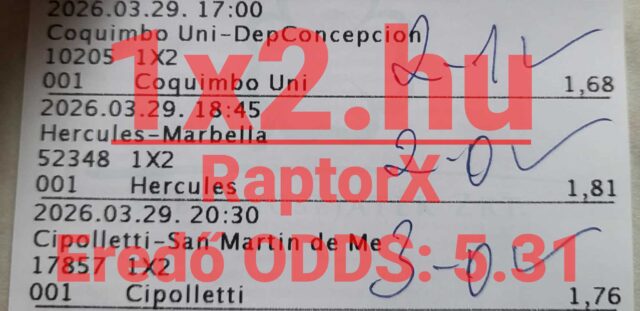 2026.03.29. 17:00
Coquimbo Uni-DepConcepcion
10205 1X2
001 Coquimbo Uni 1,68
2-1
2026.03.29. 18:45
Hercules-Marbella
52348 1X2
001 Hercules 1,81
2-0
2026.03.29. 20:30
Cipolletti-San Martin de Me
17857 1X2
001 Cipolletti 1,76
3-0
1x2.hu
RaptorX
Eredő ODDS: 5.31